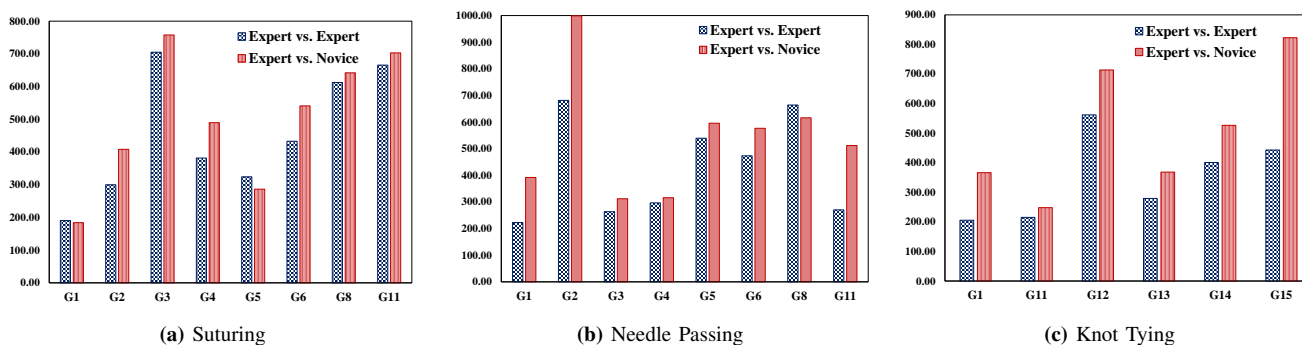 800.00
700.00
600.00
500.00
400.00
300.00
200.00
100.00
0.00
Expert vs. Expert
Expert vs. Novice
G1 G2 G3 G4 G5 G6 G8 G11
(a) Suturing
1000.00
900.00
800.00
700.00
600.00
500.00
400.00
300.00
200.00
100.00
0.00
Expert vs. Expert
Expert vs. Novice
G1 G2 G3 G4 G5 G6 G8 G11
(b) Needle Passing
900.00
800.00
700.00
600.00
500.00
400.00
300.00
200.00
100.00
0.00
Expert vs. Expert
Expert vs. Novice
G1 G11 G12 G13 G14 G15
(c) Knot Tying